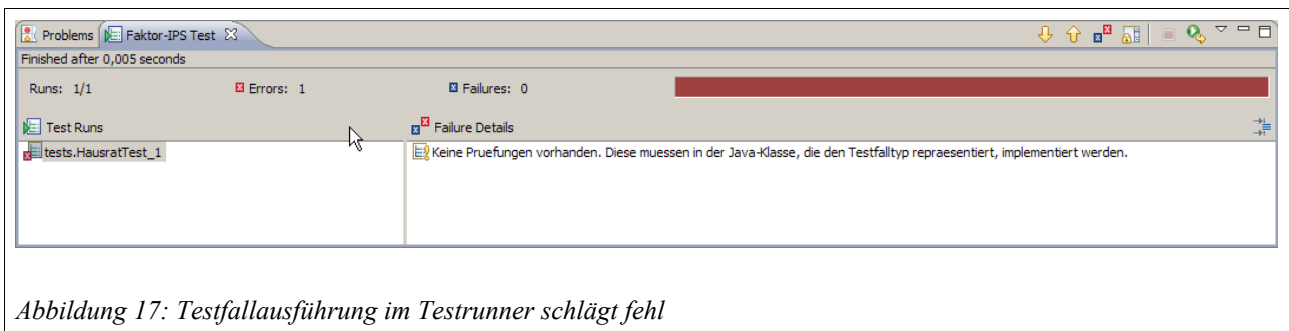 Problems Faktor-IPS Test
Finished after 0,005 seconds
Runs: 1/1 Errors: 1 Failures: 0
Test Runs Failure Details
tests.HausratTest_1 Keine Pruefungen vorhanden. Diese muessen in der Java-Klasse, die den Testfalltyp repraesentiert, implementiert werden.
Abbildung 17: Testfallausführung im Testrunner schlägt fehl